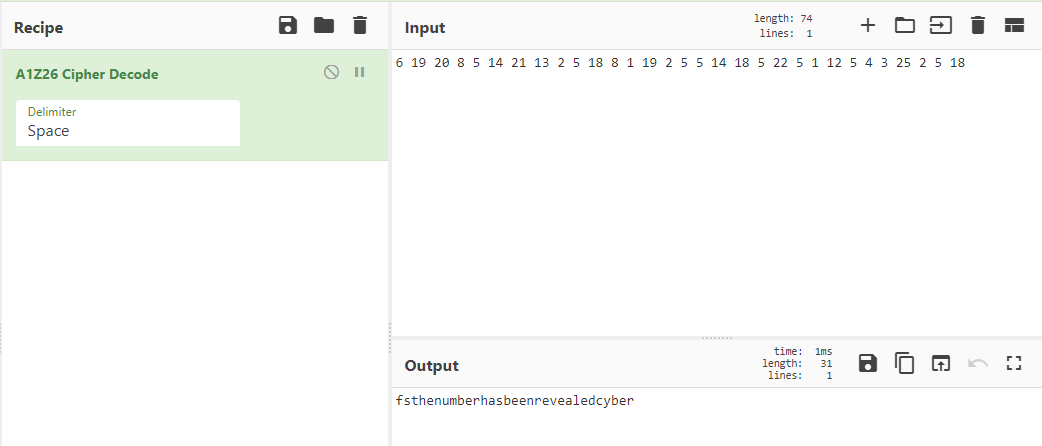 Recipe
A1Z26 Cipher Decode
Delimiter
Space
Input
length: 74
lines: 1
6 19 20 8 5 14 21 13 2 5 18 8 1 19 2 5 5 14 18 5 22 5 1 12 5 4 3 25 2 5 18
Output
time: 1ms
length: 31
lines: 1
fsthenumberhasbeenrevealedcyber